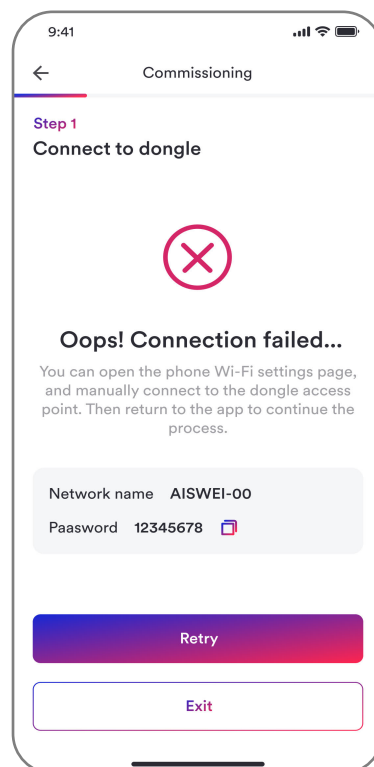 9:41
Commissioning
Step 1
Connect to dongle
Oops! Connection failed...
You can open the phone Wi-Fi settings page,
and manually connect to the dongle access
point. Then return to the app to continue the
process.
Network name AISWEI-00
Paasword 12345678
Retry
Exit